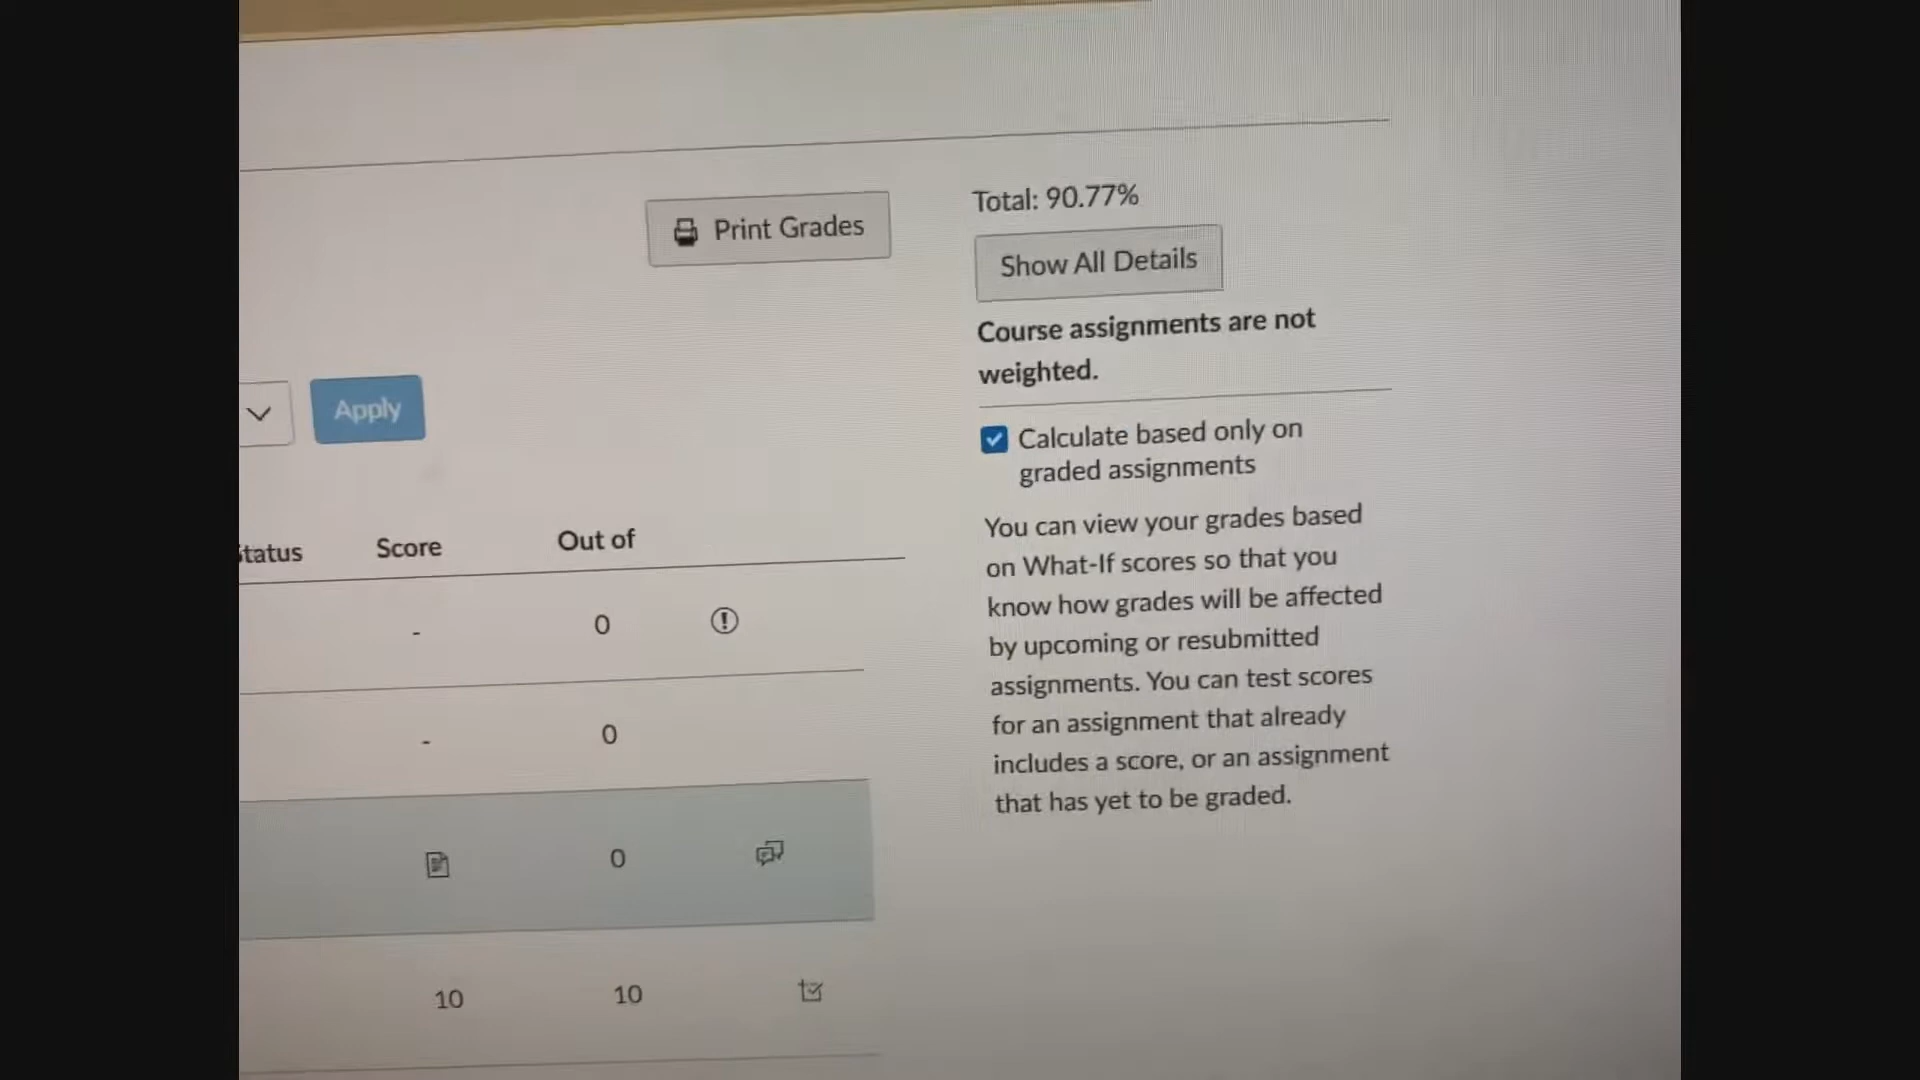 Print Grades
Total: 90.77%
Show All Details
Course assignments are not
weighted.
Apply
Calculate based only on
graded assignments
You can view your grades based
on What-If scores so that you
know how grades will be affected
by upcoming or resubmitted
assignments. You can test scores
for an assignment that already
includes a score, or an assignment
that has yet to be graded.
tatus Score Out of
- 0
- 0
0
10 10